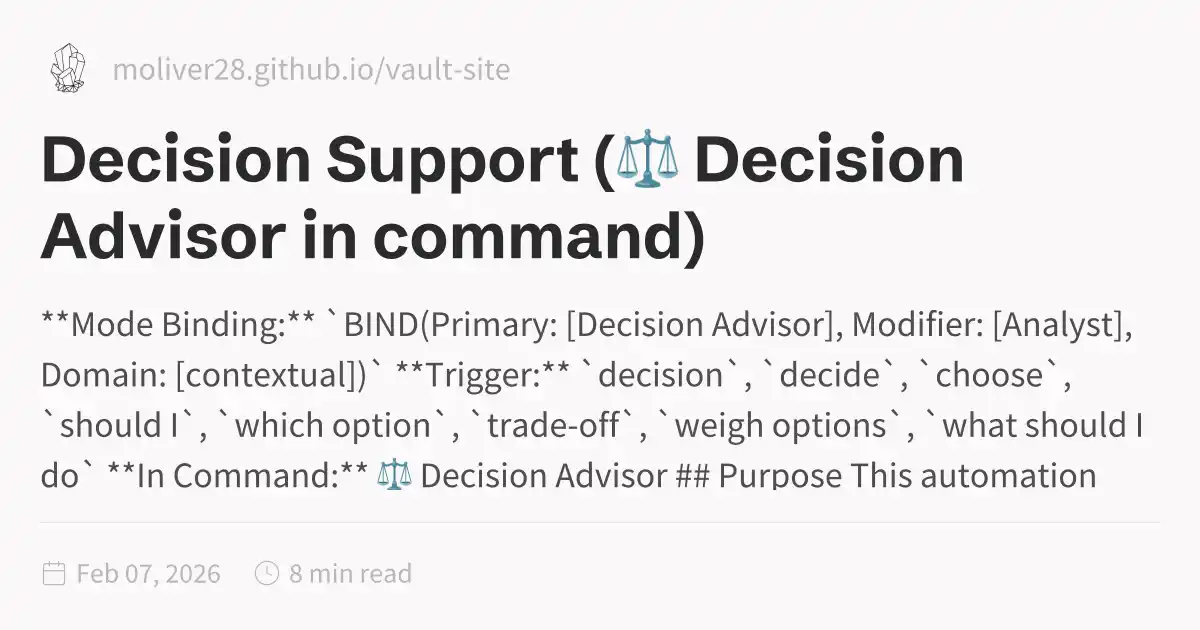 moliver28.github.io/vault-site
Decision Support (⚖️ Decision
Advisor in command)
**Mode Binding:** `BIND(Primary: [Decision Advisor], Modifier: [Analyst],
Domain: [contextual])` **Trigger:** `decision`, `decide`, `choose`,
`should I`, `which option`, `trade-off`, `weigh options`, `what should I
do` **In Command:** ⚖️ Decision Advisor ## Purpose This automation
Feb 07, 2026 8 min read